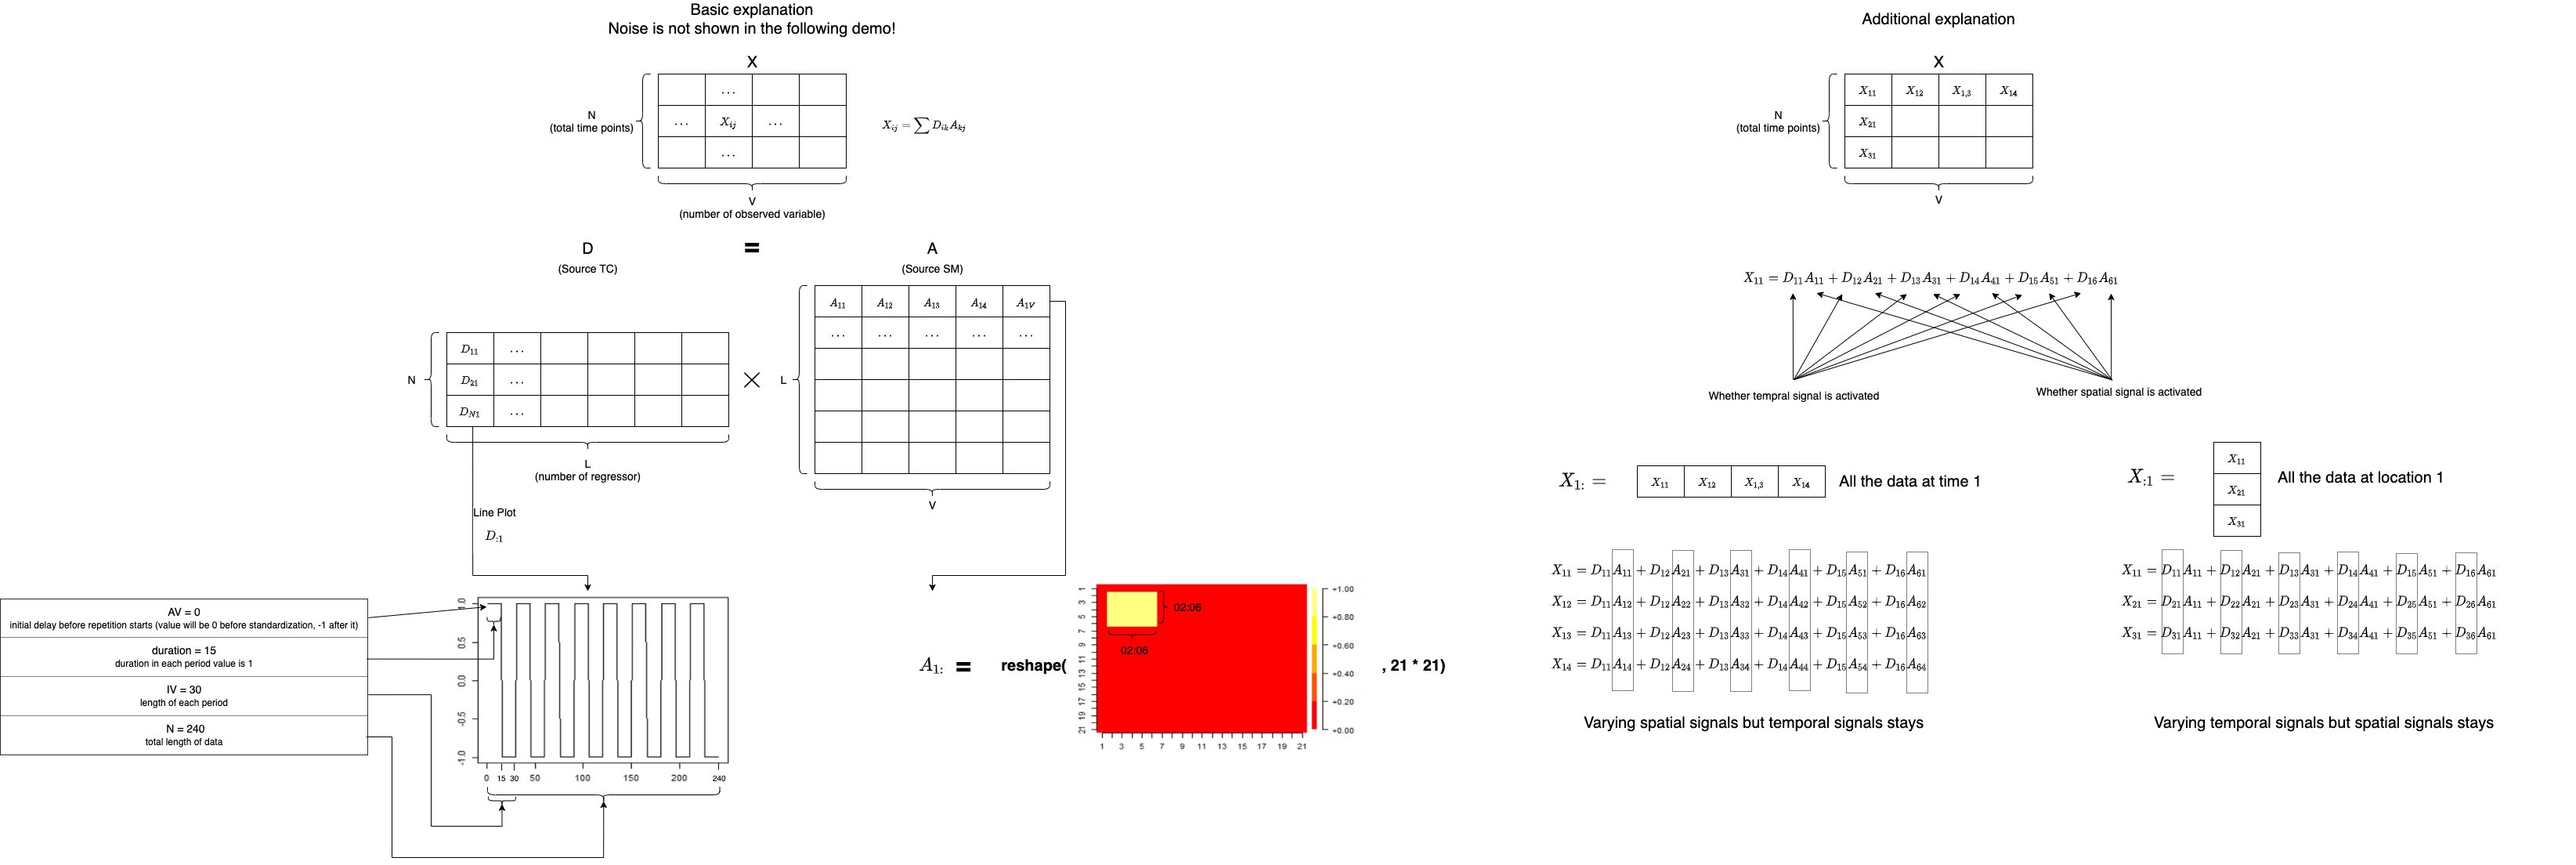 Basic explanation
Noise is not shown in the following demo!
X
N
(total time points)
...
... X_{ij} ...
...
X_{ij} = ∑ D_{ik}A_{kj}
V
(number of observed variable)
=
D
(Source TC)
N
D_{11} ...
D_{21} ...
D_{N1} ...
L
(number of regressor)
×
A
(Source SM)
L
A_{11} A_{12} A_{13} A_{14} A_{1V}
... ... ... ... ...
V
Line Plot
D_{:1}
AV = 0
initial delay before repetition starts (value will be 0 before standardization, -1 after it)
duration = 15
duration in each period value is 1
IV = 30
length of each period
N = 240
total length of data
1.0
0.5
0.0
-0.5
-1.0
0 15 30 50 100 150 200 240
A_{1:} = reshape(
1 3 5 7 9 11 13 15 17 19 21
02:06
02:06
1 3 5 7 9 11 13 15 17 19 21
+1.00
+0.80
+0.60
+0.40
+0.20
+0.00
, 21 * 21)
Additional explanation
X
N
(total time points)
X_{11} X_{12} X_{1,3} X_{14}
X_{21}
X_{31}
V
X_{11} = D_{11}A_{11} + D_{12}A_{21} + D_{13}A_{31} + D_{14}A_{41} + D_{15}A_{51} + D_{16}A_{61}
Whether tempral signal is activated
Whether spatial signal is activated
X_{1:} =
X_{11} X_{12} X_{1,3} X_{14}
All the data at time 1
X_{11} = D_{11}A_{11} + D_{12}A_{21} + D_{13}A_{31} + D_{14}A_{41} + D_{15}A_{51} + D_{16}A_{61}
X_{12} = D_{11}A_{12} + D_{12}A_{22} + D_{13}A_{32} + D_{14}A_{42} + D_{15}A_{52} + D_{16}A_{62}
X_{13} = D_{11}A_{13} + D_{12}A_{23} + D_{13}A_{33} + D_{14}A_{43} + D_{15}A_{53} + D_{16}A_{63}
X_{14} = D_{11}A_{14} + D_{12}A_{24} + D_{13}A_{34} + D_{14}A_{44} + D_{15}A_{54} + D_{16}A_{64}
Varying spatial signals but temporal signals stays
X_{:1} =
X_{11}
X_{21}
X_{31}
All the data at location 1
X_{11} = D_{11}A_{11} + D_{12}A_{21} + D_{13}A_{31} + D_{14}A_{41} + D_{15}A_{51} + D_{16}A_{61}
X_{21} = D_{21}A_{11} + D_{22}A_{21} + D_{23}A_{31} + D_{24}A_{41} + D_{25}A_{51} + D_{26}A_{61}
X_{31} = D_{31}A_{11} + D_{32}A_{21} + D_{33}A_{31} + D_{34}A_{41} + D_{35}A_{51} + D_{36}A_{61}
Varying temporal signals but spatial signals stays